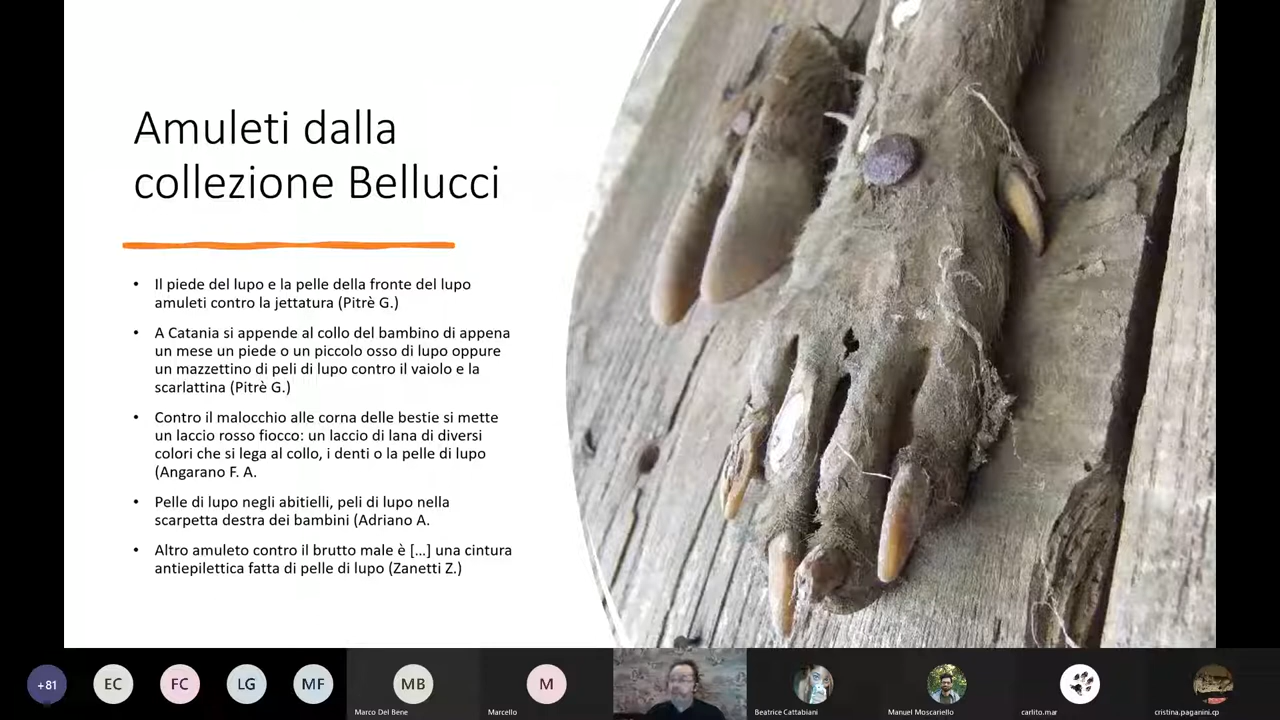 Amuleti dalla
collezione Bellucci
• Il piede del lupo e la pelle della fronte del lupo
amuleti contro la jettatura (Pitrè G.)
• A Catania si appende al collo del bambino di appena
un mese un piede o un piccolo osso di lupo oppure
un mazzettino di peli di lupo contro il vaiolo e la
scarlattina (Pitrè G.)
• Contro il malocchio alle corna delle bestie si mette
un laccio rosso fiocco: un laccio di lana di diversi
colori che si lega al collo, i denti o la pelle di lupo
(Angarano F. A.
• Pelle di lupo negli abitielli, peli di lupo nella
scarpetta destra dei bambini (Adriano A.
• Altro amuleto contro il brutto male è [...] una cintura
antiepilettica fatta di pelle di lupo (Zanetti Z.)
+81 EC FC LG MF MB M
Marco Del Bene Marcello Beatrice Cattabiani Manuel Moscariello carlito.mar cristina.paganini.cp